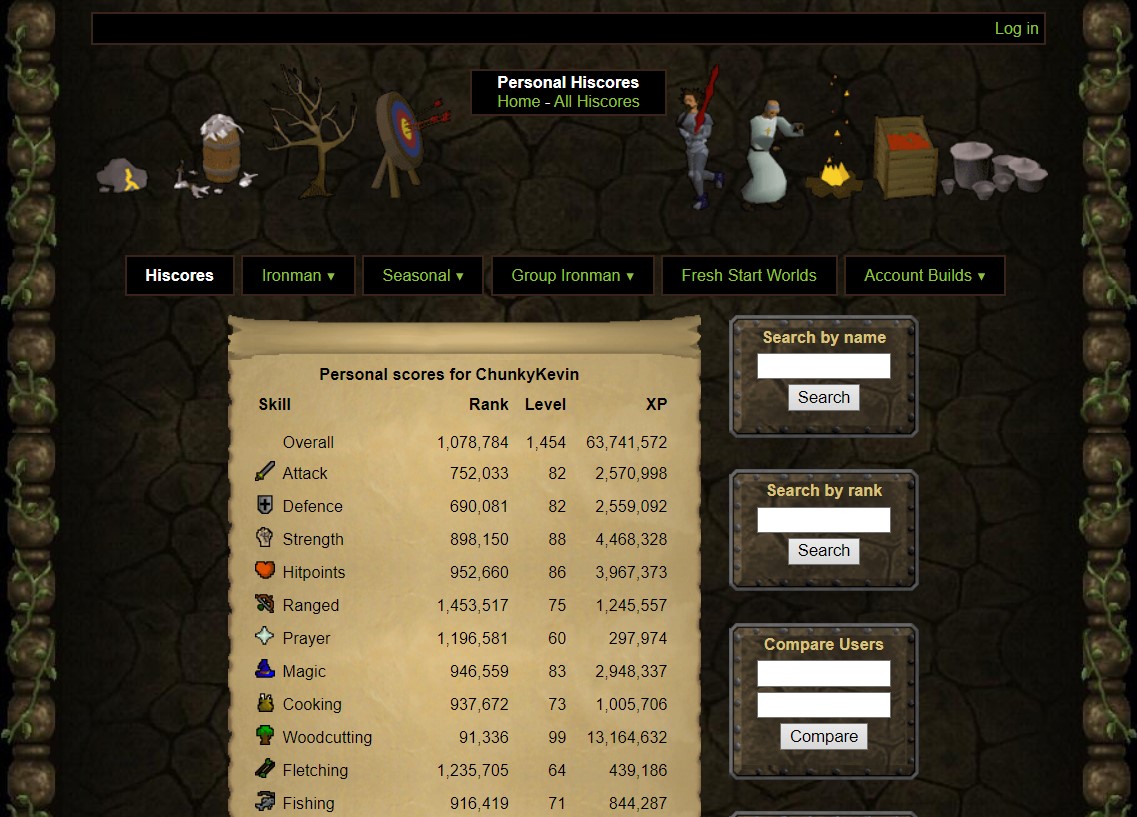 Log in
Personal Hiscores
Home - All Hiscores
Hiscores Ironman ▾ Seasonal ▾ Group Ironman ▾ Fresh Start Worlds Account Builds ▾
Personal scores for ChunkyKevin
Skill Rank Level XP
Overall 1,078,784 1,454 63,741,572
Attack 752,033 82 2,570,998
Defence 690,081 82 2,559,092
Strength 898,150 88 4,468,328
Hitpoints 952,660 86 3,967,373
Ranged 1,453,517 75 1,245,557
Prayer 1,196,581 60 297,974
Magic 946,559 83 2,948,337
Cooking 937,672 73 1,005,706
Woodcutting 91,336 99 13,164,632
Fletching 1,235,705 64 439,186
Fishing 916,419 71 844,287
Search by name
Search
Search by rank
Search
Compare Users
Compare